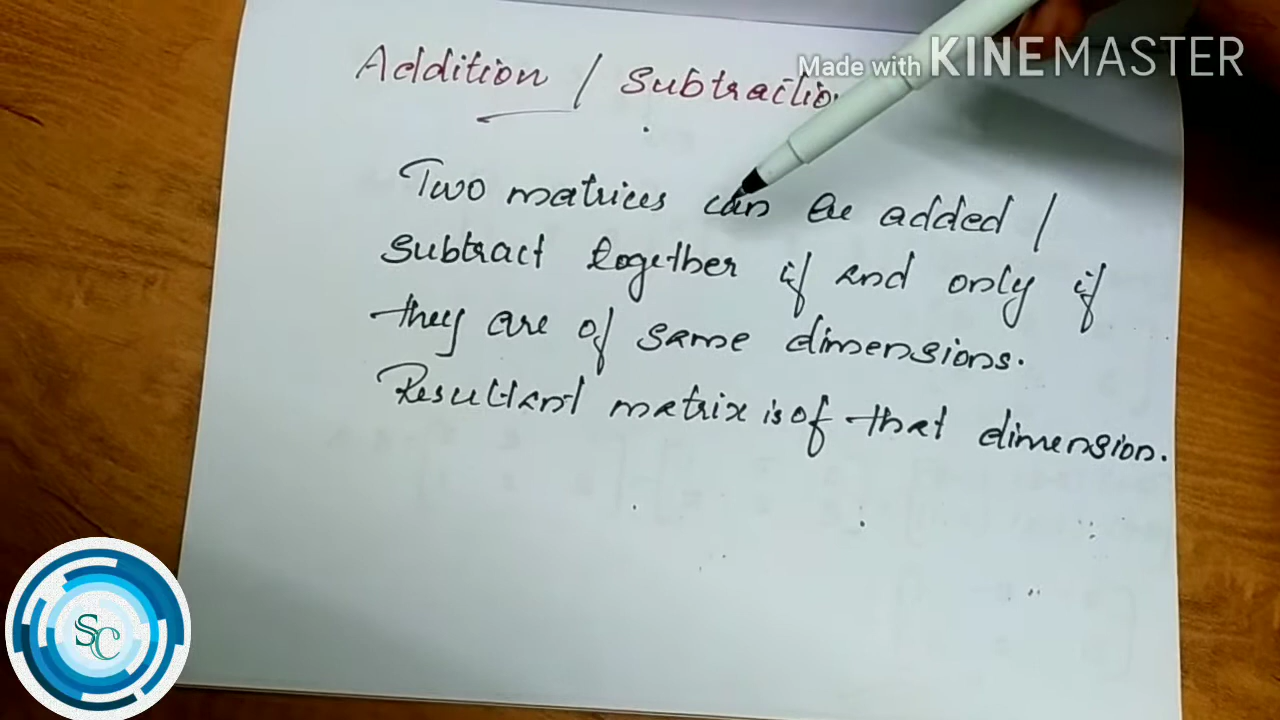 Addition / Subtraction
Made with KINEMASTER
Two matrices can be added /
Subtract together if and only if
they are of same dimensions.
Resultant matrix is of that dimension.
SC